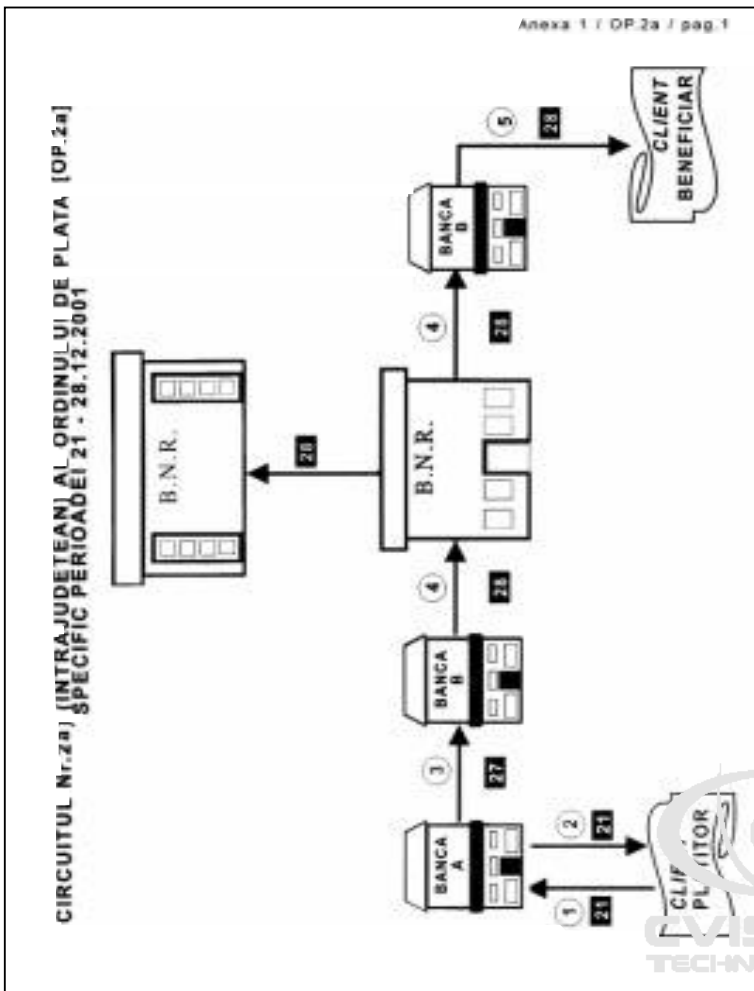 Anexa 1 / OP.2a / pag.1
CIRCUITUL Nr.2a) (INTRAJUDETEAN) AL ORDINULUI DE PLATA [OP.2a]
SPECIFIC PERIOADEI 21 - 28.12.2001
B.N.R.
28
B.N.R.
BANCA
A
3
27
BANCA
B
4
28
4
28
BANCA
B
5
28
CLIENT
BENEFICIAR
1
21
2
21
CLIENT
PLATITOR